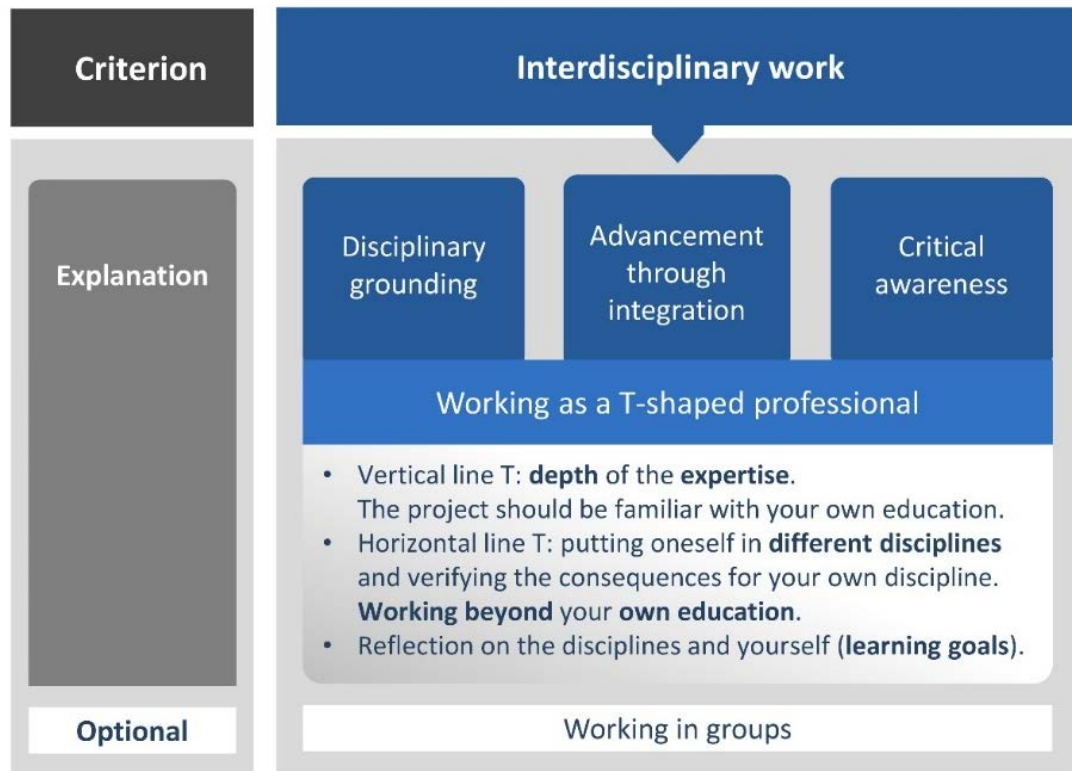 Criterion
Interdisciplinary work
Explanation
Disciplinary
grounding
Advancement
through
integration
Critical
awareness
Working as a T-shaped professional
• Vertical line T: depth of the expertise.
The project should be familiar with your own education.
• Horizontal line T: putting oneself in different disciplines
and verifying the consequences for your own discipline.
Working beyond your own education.
• Reflection on the disciplines and yourself (learning goals).
Optional
Working in groups